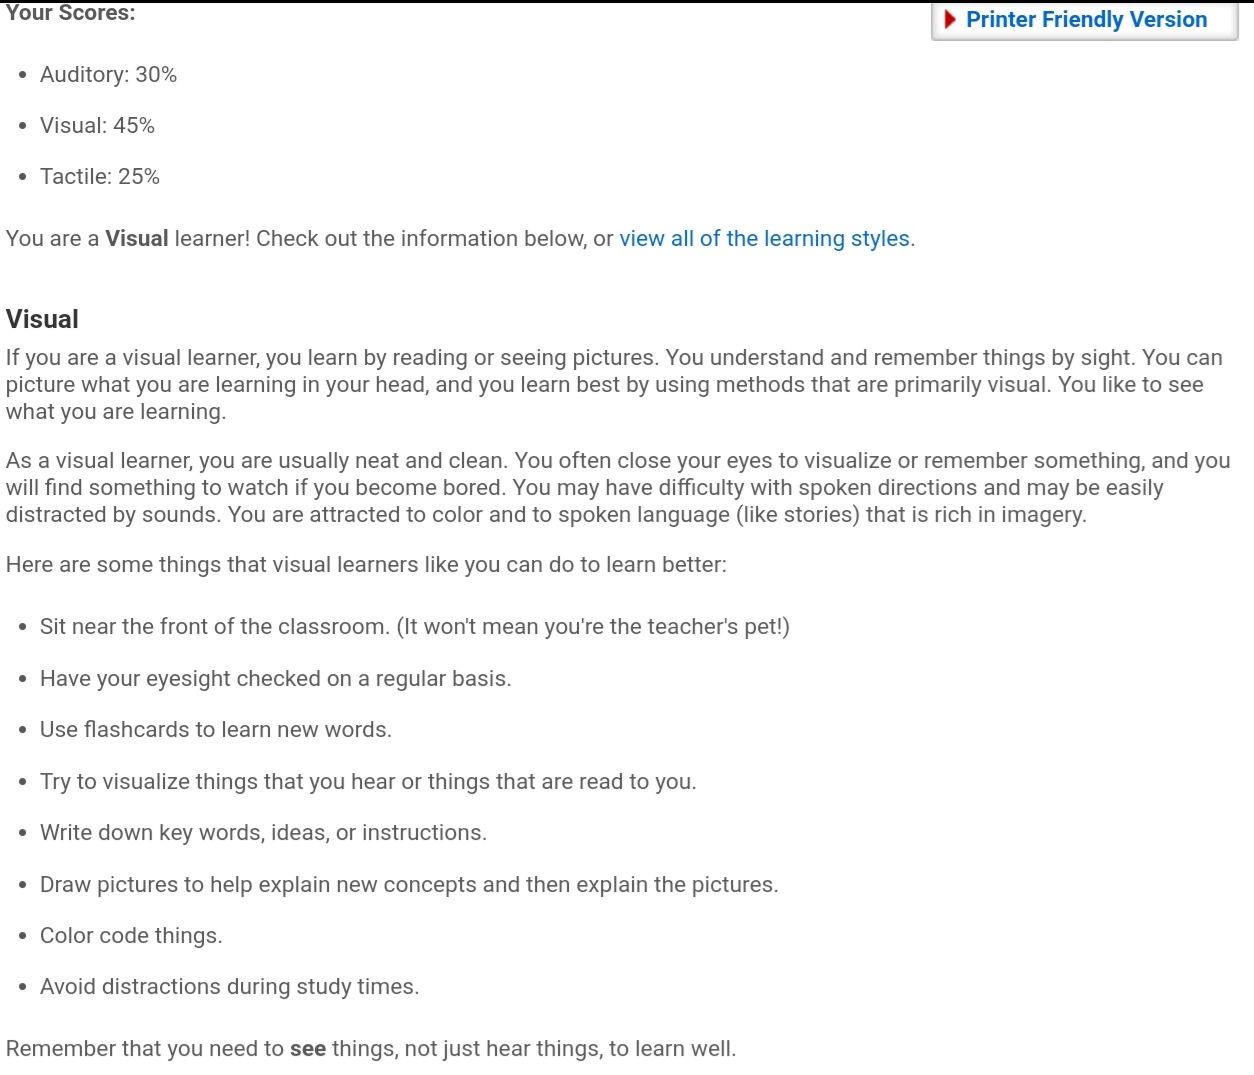 Your Scores:
Printer Friendly Version
• Auditory: 30%
• Visual: 45%
• Tactile: 25%
You are a Visual learner! Check out the information below, or view all of the learning styles.
Visual
If you are a visual learner, you learn by reading or seeing pictures. You understand and remember things by sight. You can
picture what you are learning in your head, and you learn best by using methods that are primarily visual. You like to see
what you are learning.
As a visual learner, you are usually neat and clean. You often close your eyes to visualize or remember something, and you
will find something to watch if you become bored. You may have difficulty with spoken directions and may be easily
distracted by sounds. You are attracted to color and to spoken language (like stories) that is rich in imagery.
Here are some things that visual learners like you can do to learn better:
• Sit near the front of the classroom. (It won't mean you're the teacher's pet!)
• Have your eyesight checked on a regular basis.
• Use flashcards to learn new words.
• Try to visualize things that you hear or things that are read to you.
• Write down key words, ideas, or instructions.
• Draw pictures to help explain new concepts and then explain the pictures.
• Color code things.
• Avoid distractions during study times.
Remember that you need to see things, not just hear things, to learn well.